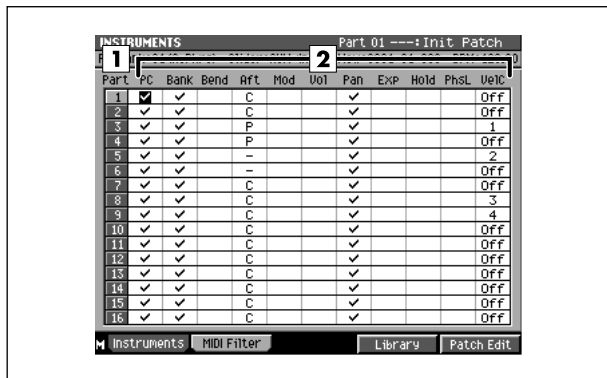 INSTRUMENTS Part 01 ---:Init Patch
1 2
Part PC Bank Bend Aft Mod Vol Pan Exp Hold PhsL VelC
1 ✔ ✔ C ✔ Off
2 ✔ ✔ C ✔ Off
3 ✔ ✔ P ✔ 1
4 ✔ ✔ P ✔ Off
5 ✔ ✔ – ✔ 2
6 ✔ ✔ – ✔ Off
7 ✔ ✔ C ✔ Off
8 ✔ ✔ C ✔ 3
9 ✔ ✔ C ✔ 4
10 ✔ ✔ C ✔ Off
11 ✔ ✔ C ✔ Off
12 ✔ ✔ C ✔ Off
13 ✔ ✔ C ✔ Off
14 ✔ ✔ C ✔ Off
15 ✔ ✔ C ✔ Off
16 ✔ ✔ C ✔ Off
M Instruments MIDI Filter Library Patch Edit